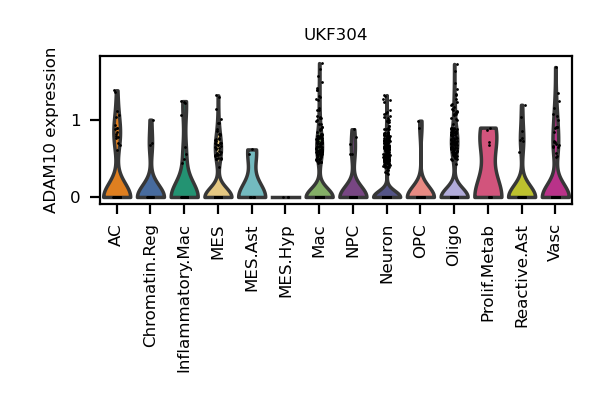 UKF304
ADAM10 expression
1
0
AC
Chromatin.Reg
Inflammatory.Mac
MES
MES.Ast
MES.Hyp
Mac
NPC
Neuron
OPC
Oligo
Prolif.Metab
Reactive.Ast
Vasc